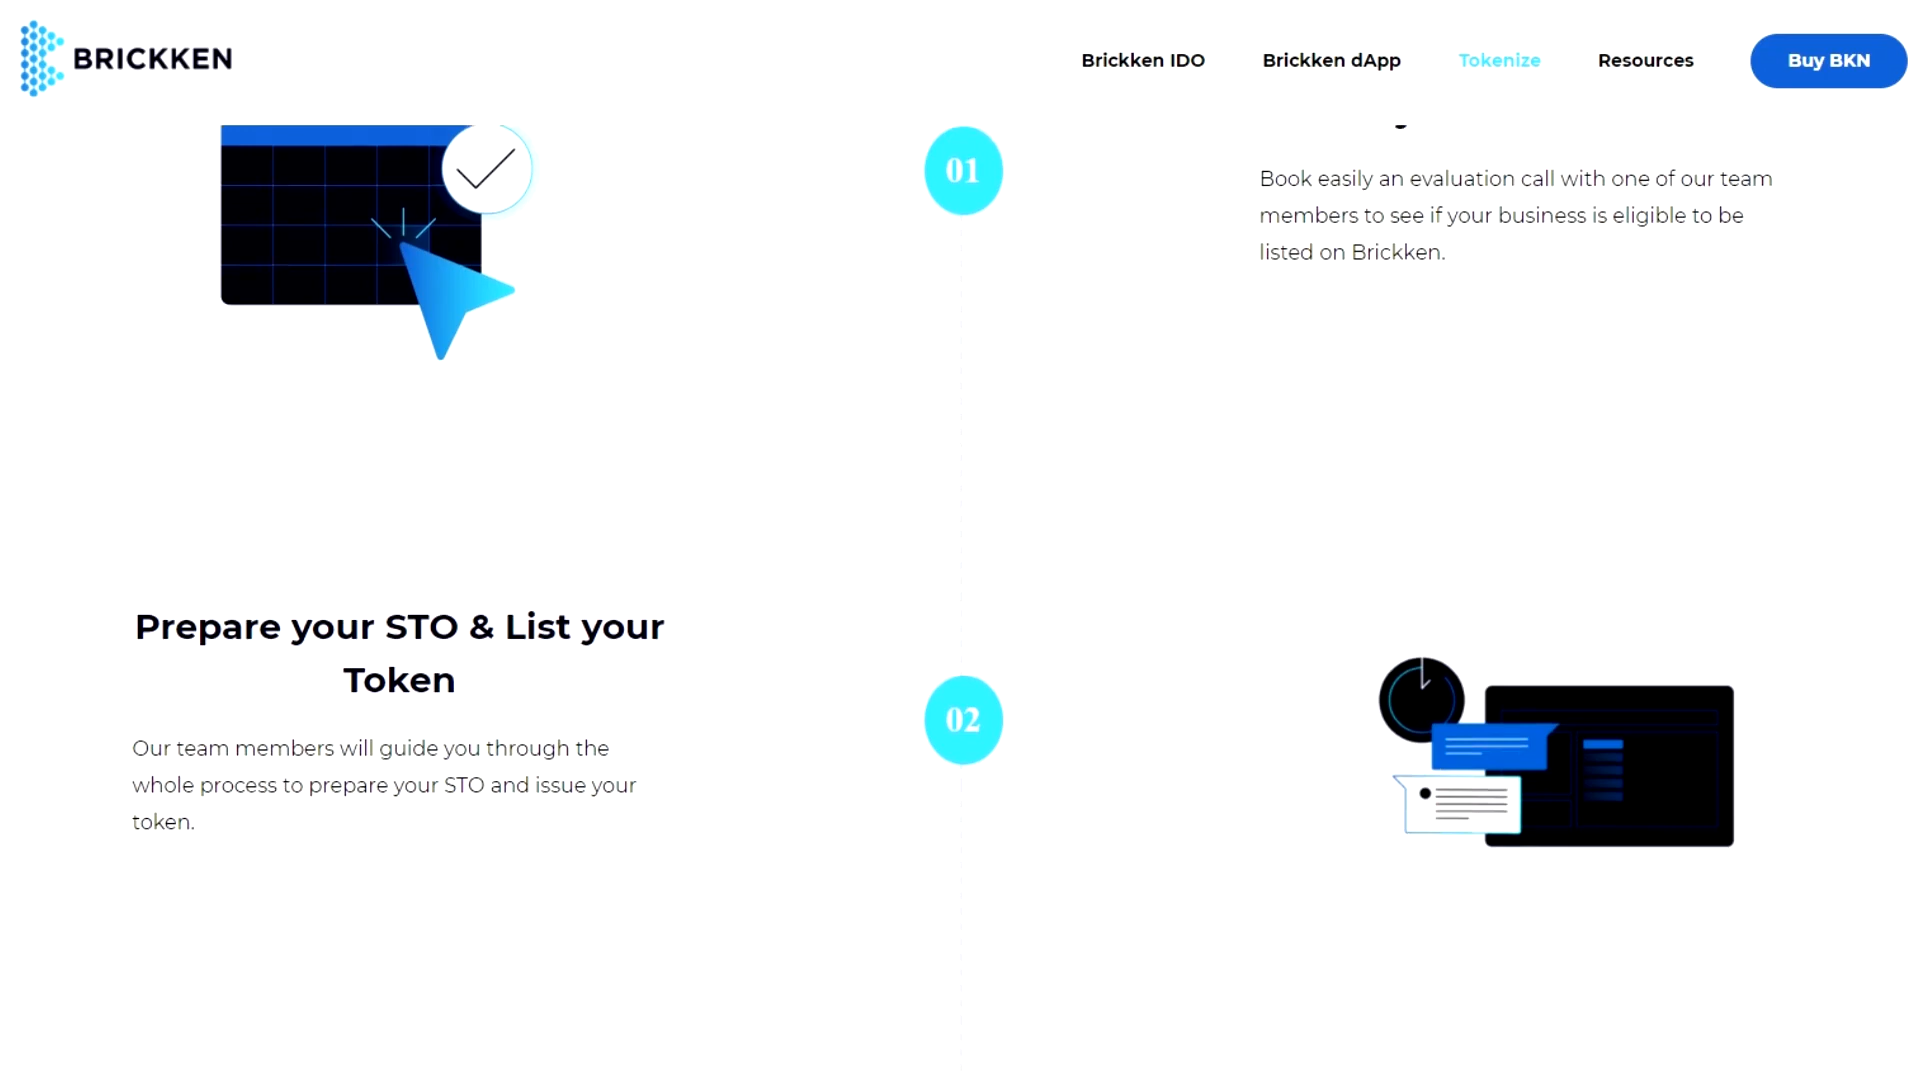 BRICKKEN
Brickken IDO
Brickken dApp
Tokenize
Resources
Buy BKN
01
Book easily an evaluation call with one of our team
members to see if your business is eligible to be
listed on Brickken.
Prepare your STO & List your
Token
Our team members will guide you through the
whole process to prepare your STO and issue your
token.
02